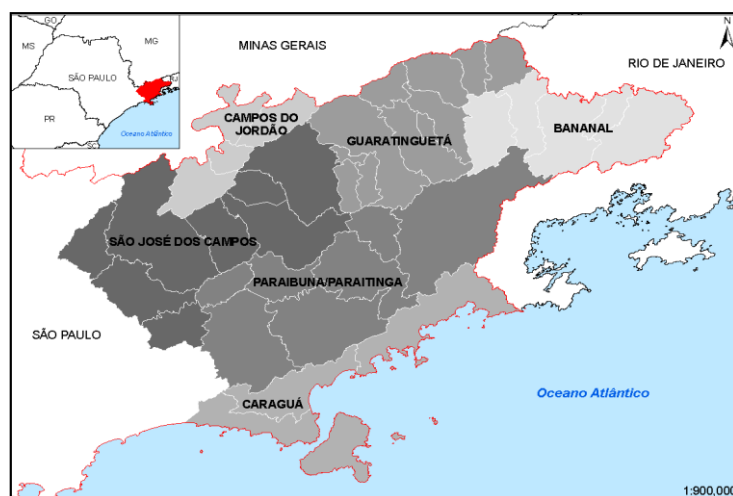 GO
MS
MG
SÃO PAULO
RJ
PR
Oceano Atlântico
SC
MINAS GERAIS
N
RIO DE JANEIRO
CAMPOS DO
JORDÃO
GUARATINGUETÁ
BANANAL
SÃO JOSÉ DOS CAMPOS
PARAIBUNA/PARAITINGA
SÃO PAULO
CARAGUÁ
Oceano Atlântico
1:900,000